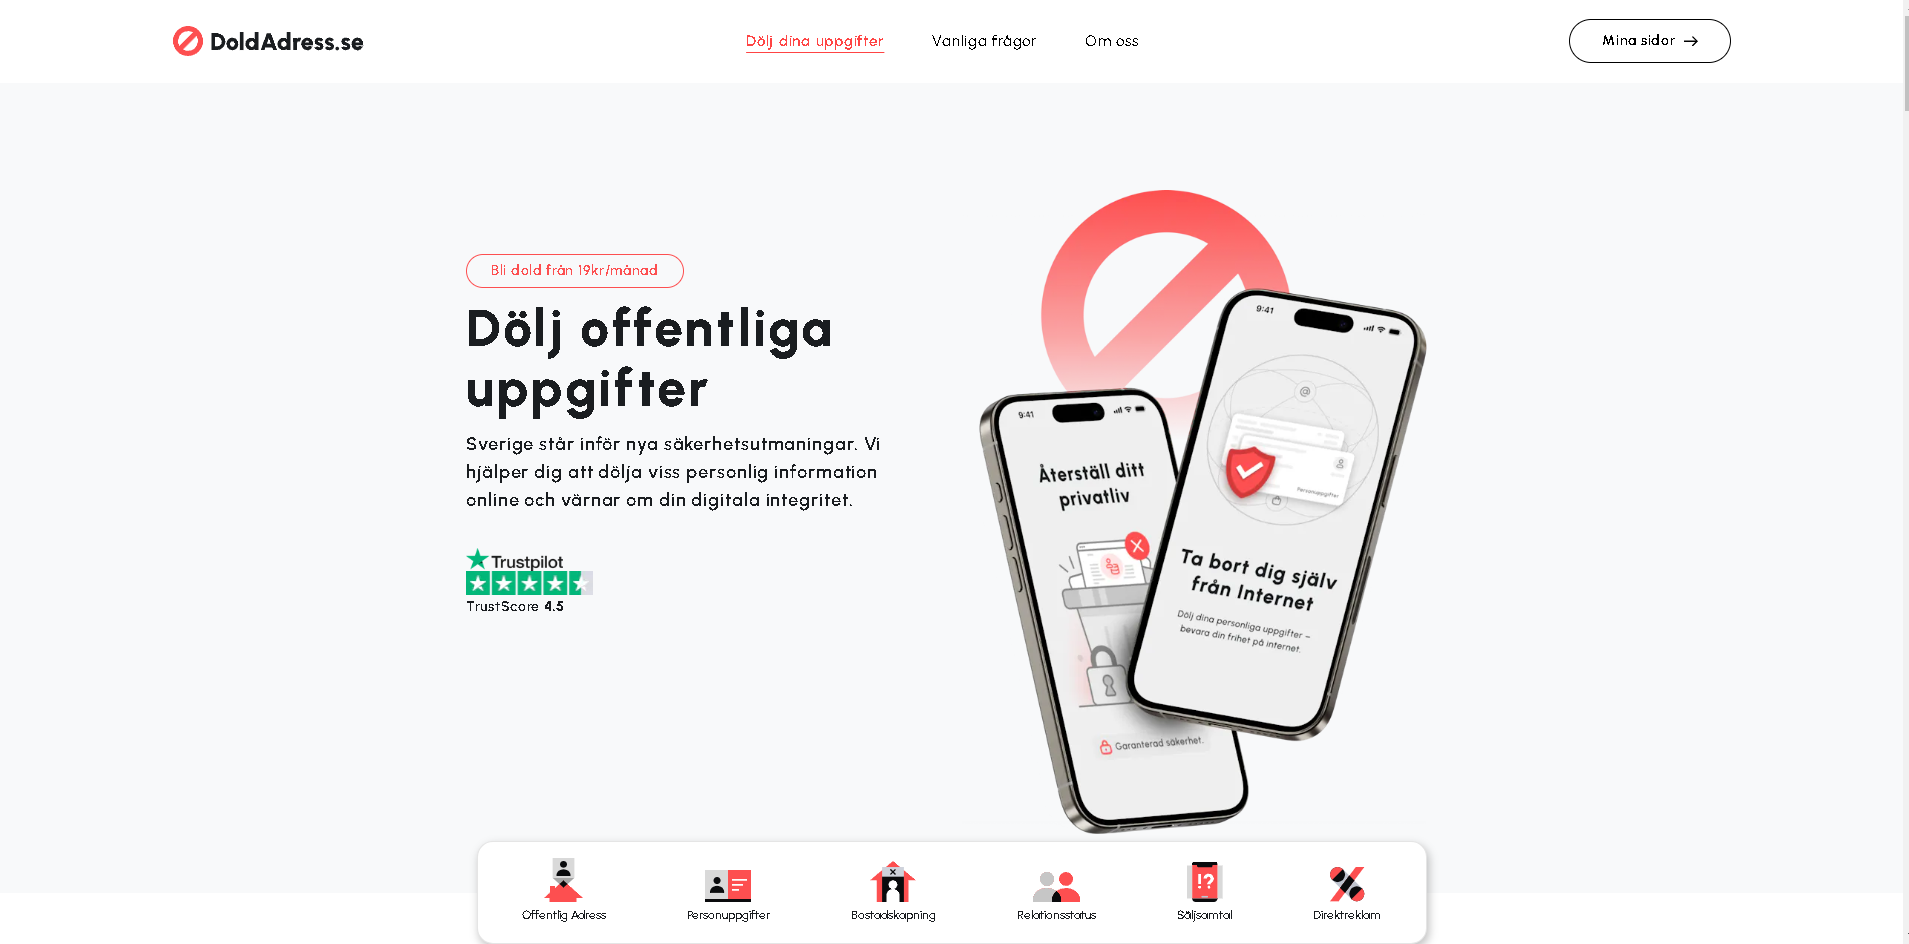 DoldAdress.se
Dölj dina uppgifter
Vanliga frågor
Om oss
Mina sidor
Bli dold från 19kr/månad
Dölj offentliga
uppgifter
Sverige står inför nya säkerhetsutmaningar. Vi
hjälper dig att dölja viss personlig information
online och värnar om din digitala integritet.
Trustpilot
TrustScore 4.5
9:41
Återställ ditt
privatliv
Garanterad säkerhet.
9:41
@
Personuppgifter
Ta bort dig själv
från Internet
Dölj dina personliga uppgifter –
bevara din frihet på internet.
!?
Offentlig Adress
Personuppgifter
Bostadskapning
Relationsstatus
Säljsamtal
Direktreklam